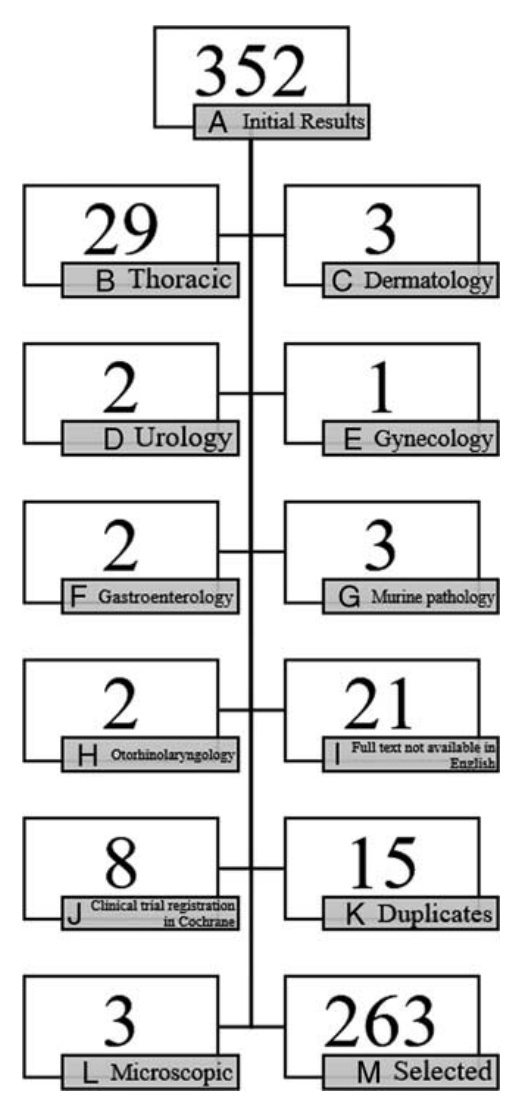 352
A Initial Results
29
B Thoracic
3
C Dermatology
2
D Urology
1
E Gynecology
2
F Gastroenterology
3
G Murine pathology
2
H Otorhinolaryngology
21
I Full text not available in
English
8
J Clinical trial registration
in Cochrane
15
K Duplicates
3
L Microscopic
263
M Selected